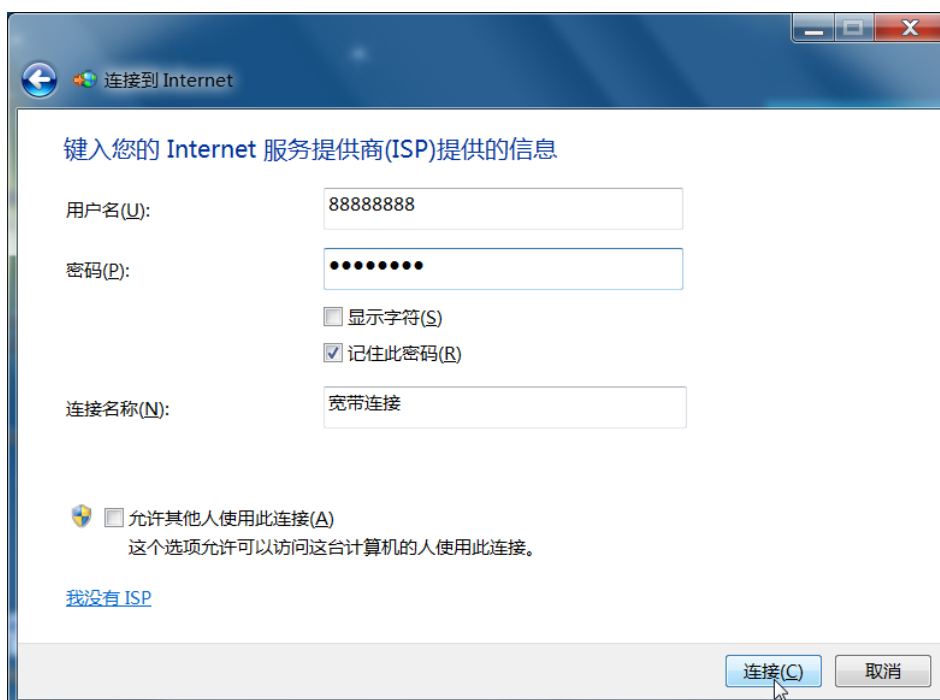 连接到 Internet
键入您的 Internet 服务提供商(ISP)提供的信息
用户名(U): 88888888
密码(P): ●●●●●●●●
显示字符(S)
记住此密码(R)
连接名称(N): 宽带连接
允许其他人使用此连接(A)
这个选项允许可以访问这台计算机的人使用此连接。
我没有 ISP
连接(C) 取消